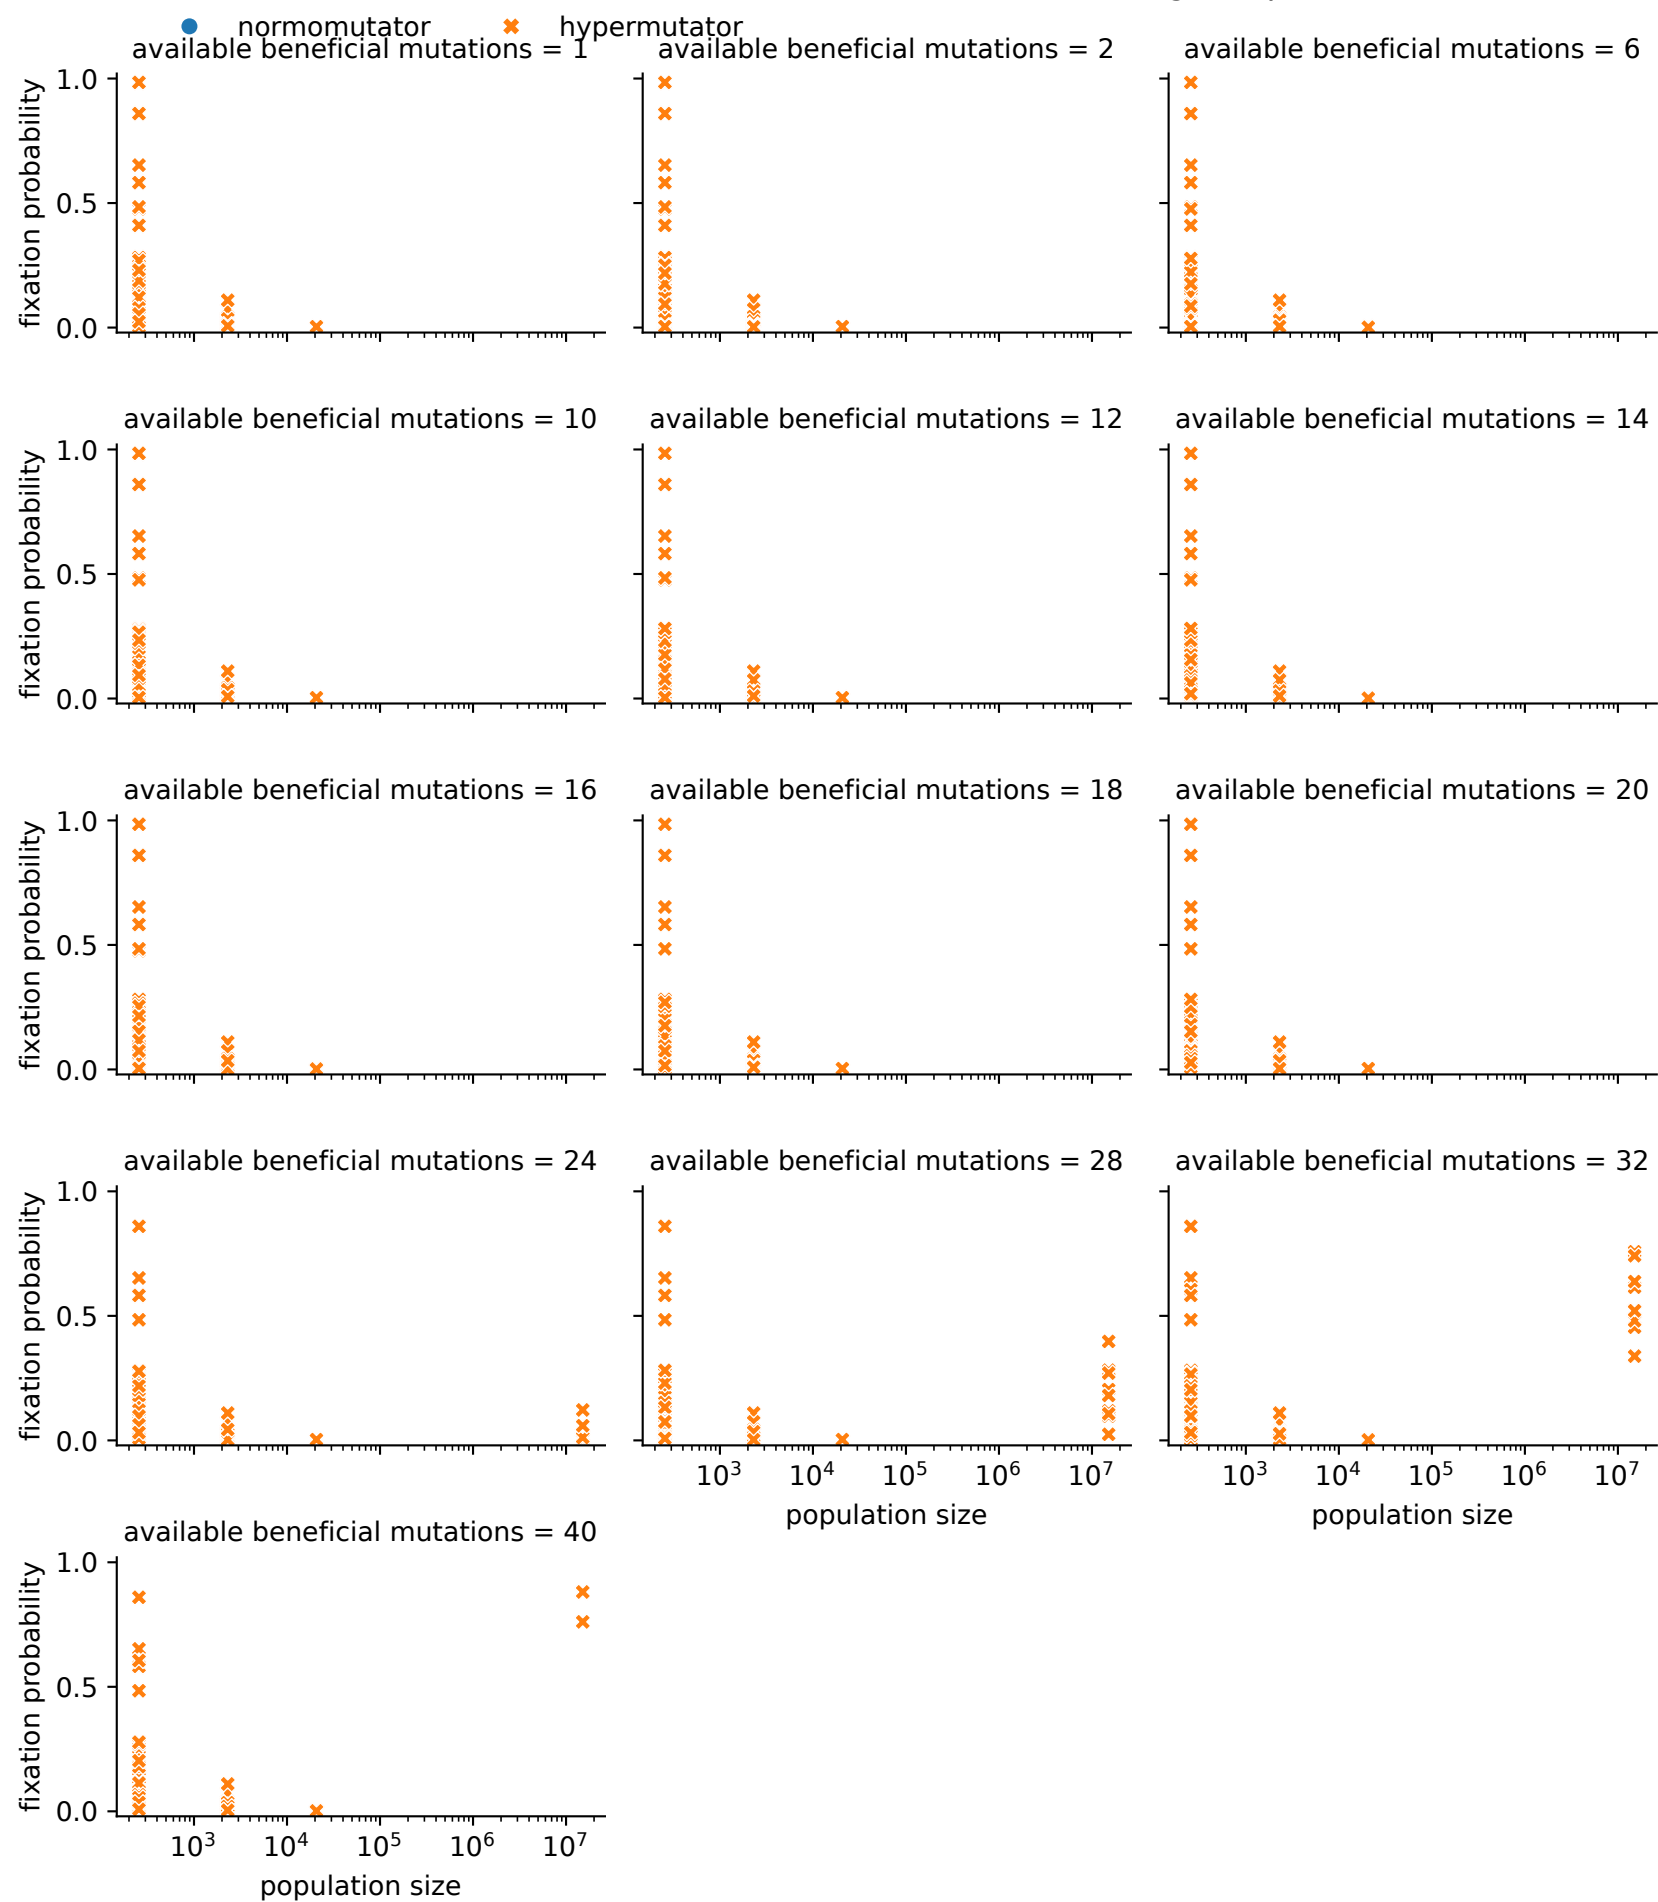 normomutator hypermutator
available beneficial mutations = 1
available beneficial mutations = 2
available beneficial mutations = 6
fixation probability
1.0
0.5
0.0
available beneficial mutations = 10
available beneficial mutations = 12
available beneficial mutations = 14
fixation probability
1.0
0.5
0.0
available beneficial mutations = 16
available beneficial mutations = 18
available beneficial mutations = 20
fixation probability
1.0
0.5
0.0
available beneficial mutations = 24
available beneficial mutations = 28
available beneficial mutations = 32
fixation probability
1.0
0.5
0.0
10³ 10⁴ 10⁵ 10⁶ 10⁷
population size
10³ 10⁴ 10⁵ 10⁶ 10⁷
population size
available beneficial mutations = 40
fixation probability
1.0
0.5
0.0
10³ 10⁴ 10⁵ 10⁶ 10⁷
population size